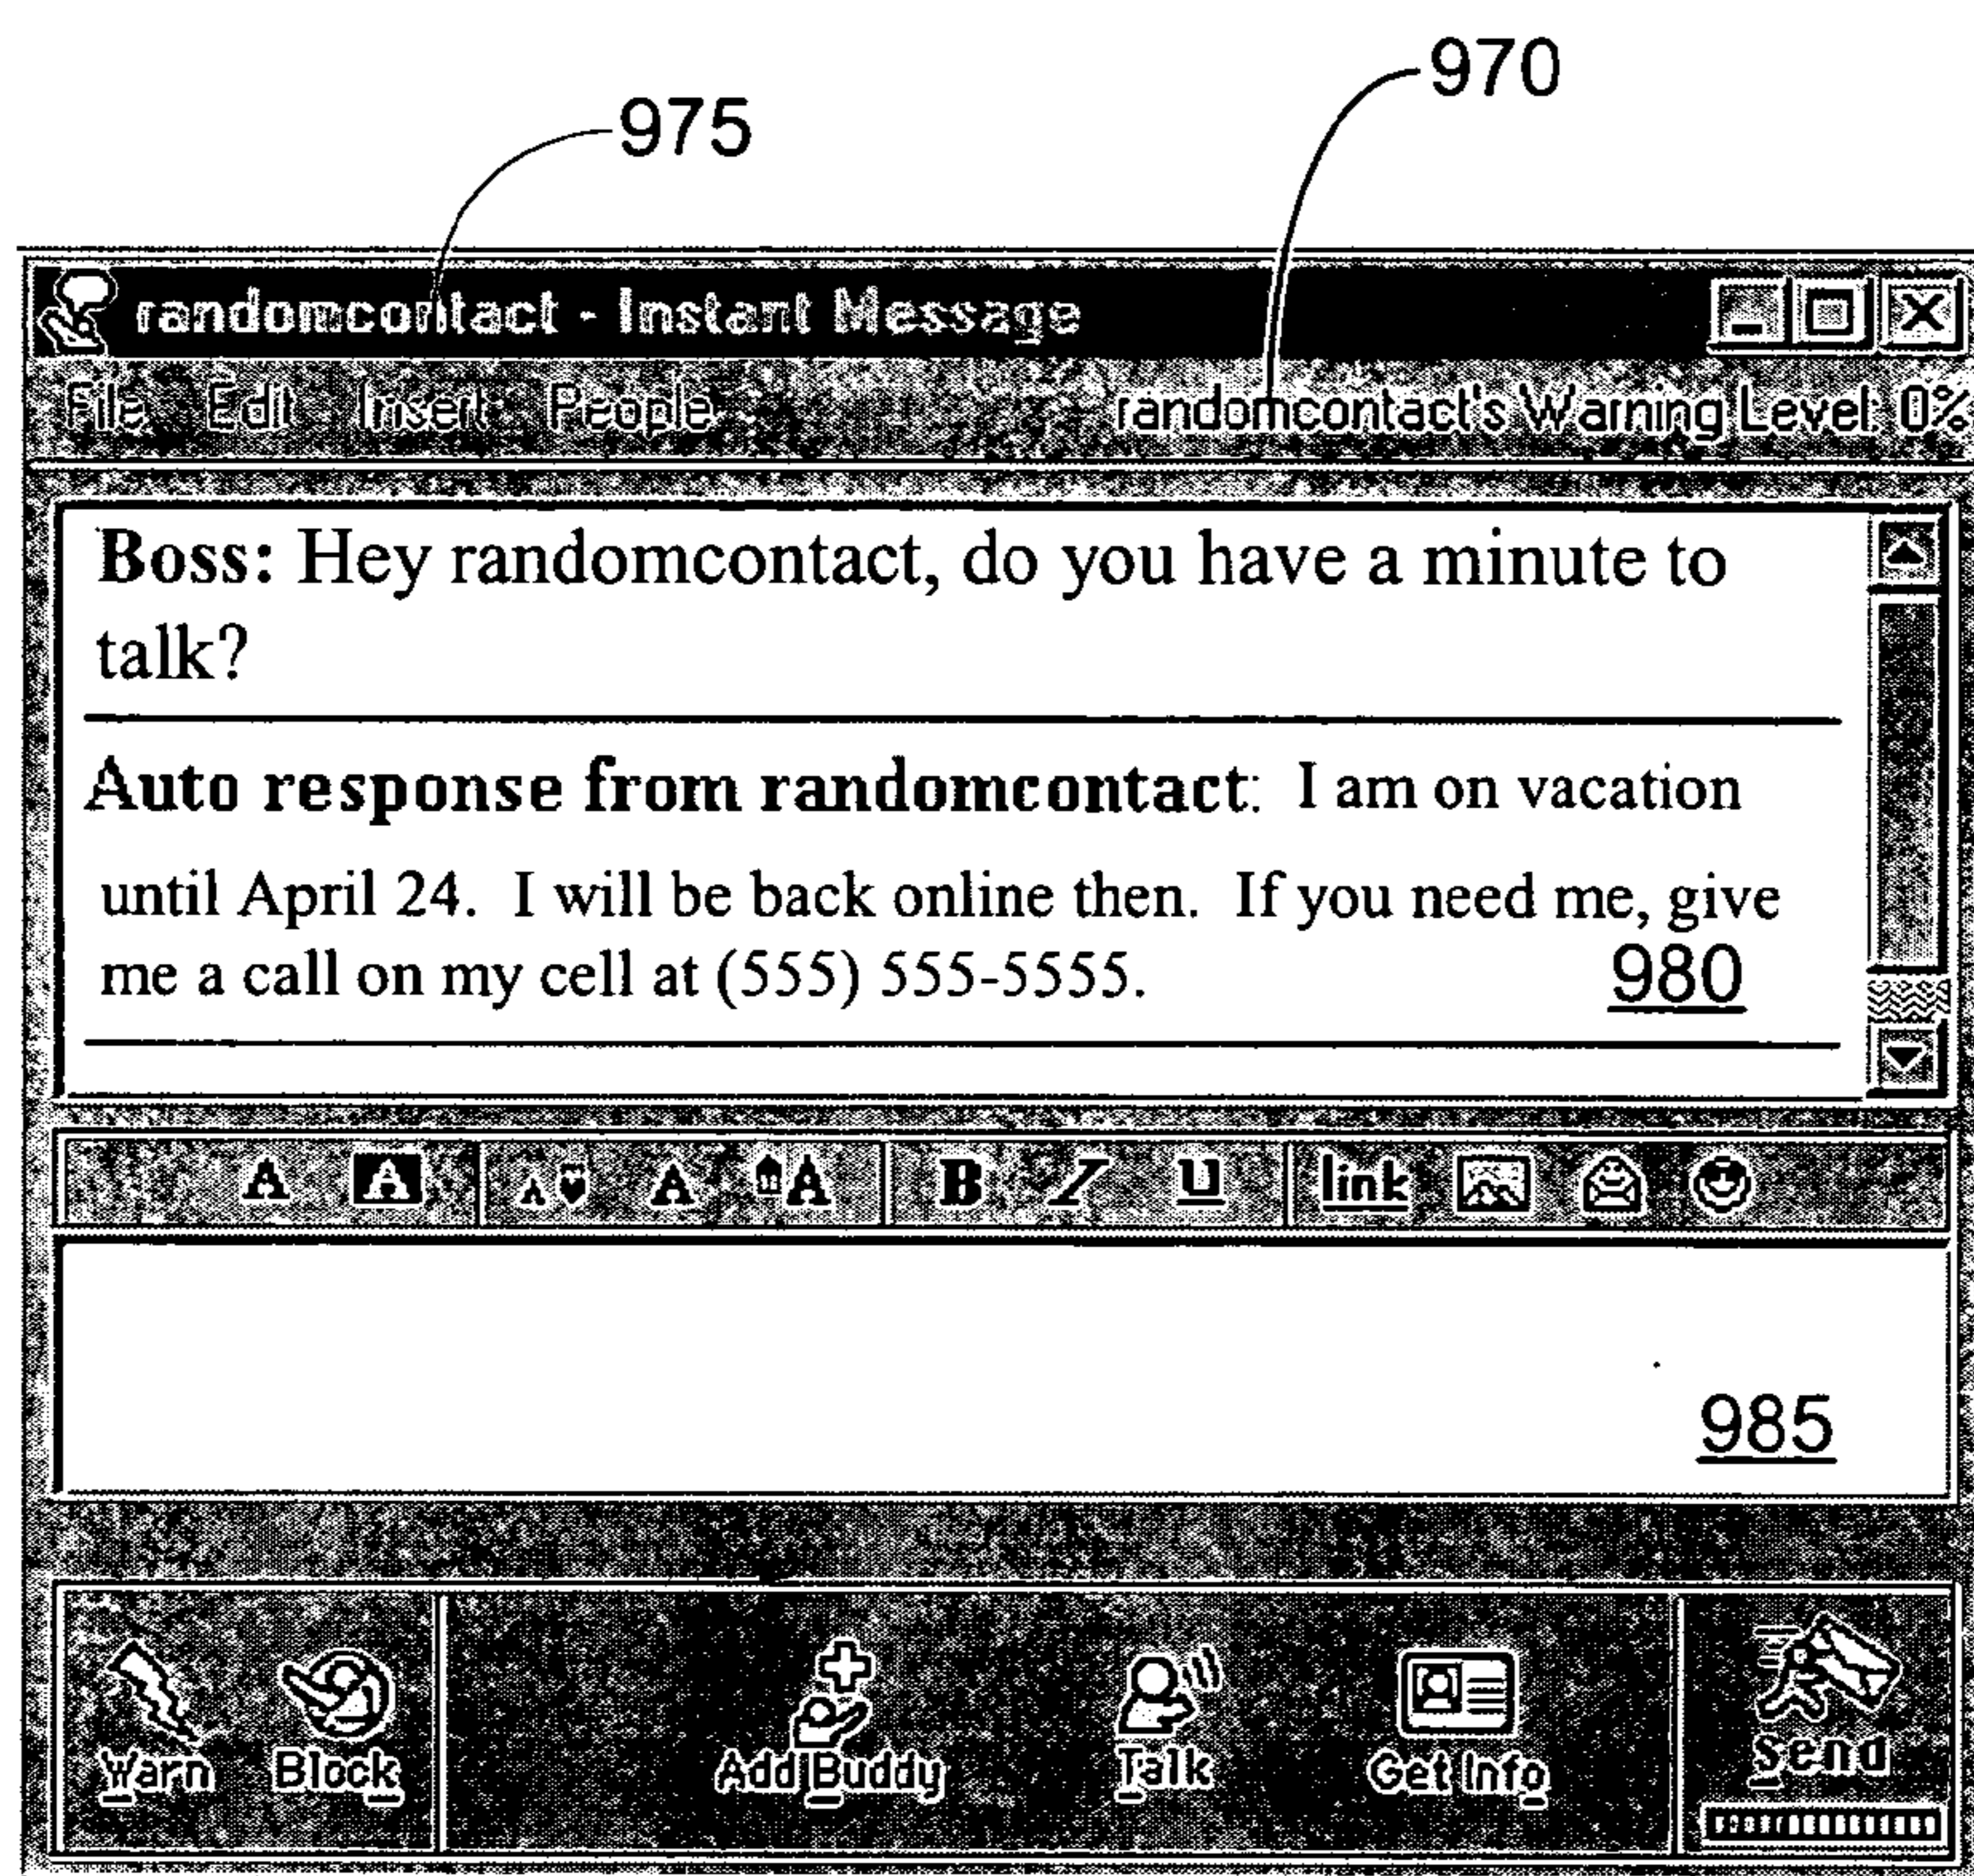 970
975
randomcontact - Instant Message
File Edit Insert People randomcontact's Warning Level: 0%
Boss: Hey randomcontact, do you have a minute to
talk?
Auto response from randomcontact: I am on vacation
until April 24. I will be back online then. If you need me, give
me a call on my cell at (555) 555-5555. 980
A A A A A B I U link
985
Warn Block Add Buddy Talk Get Info Send